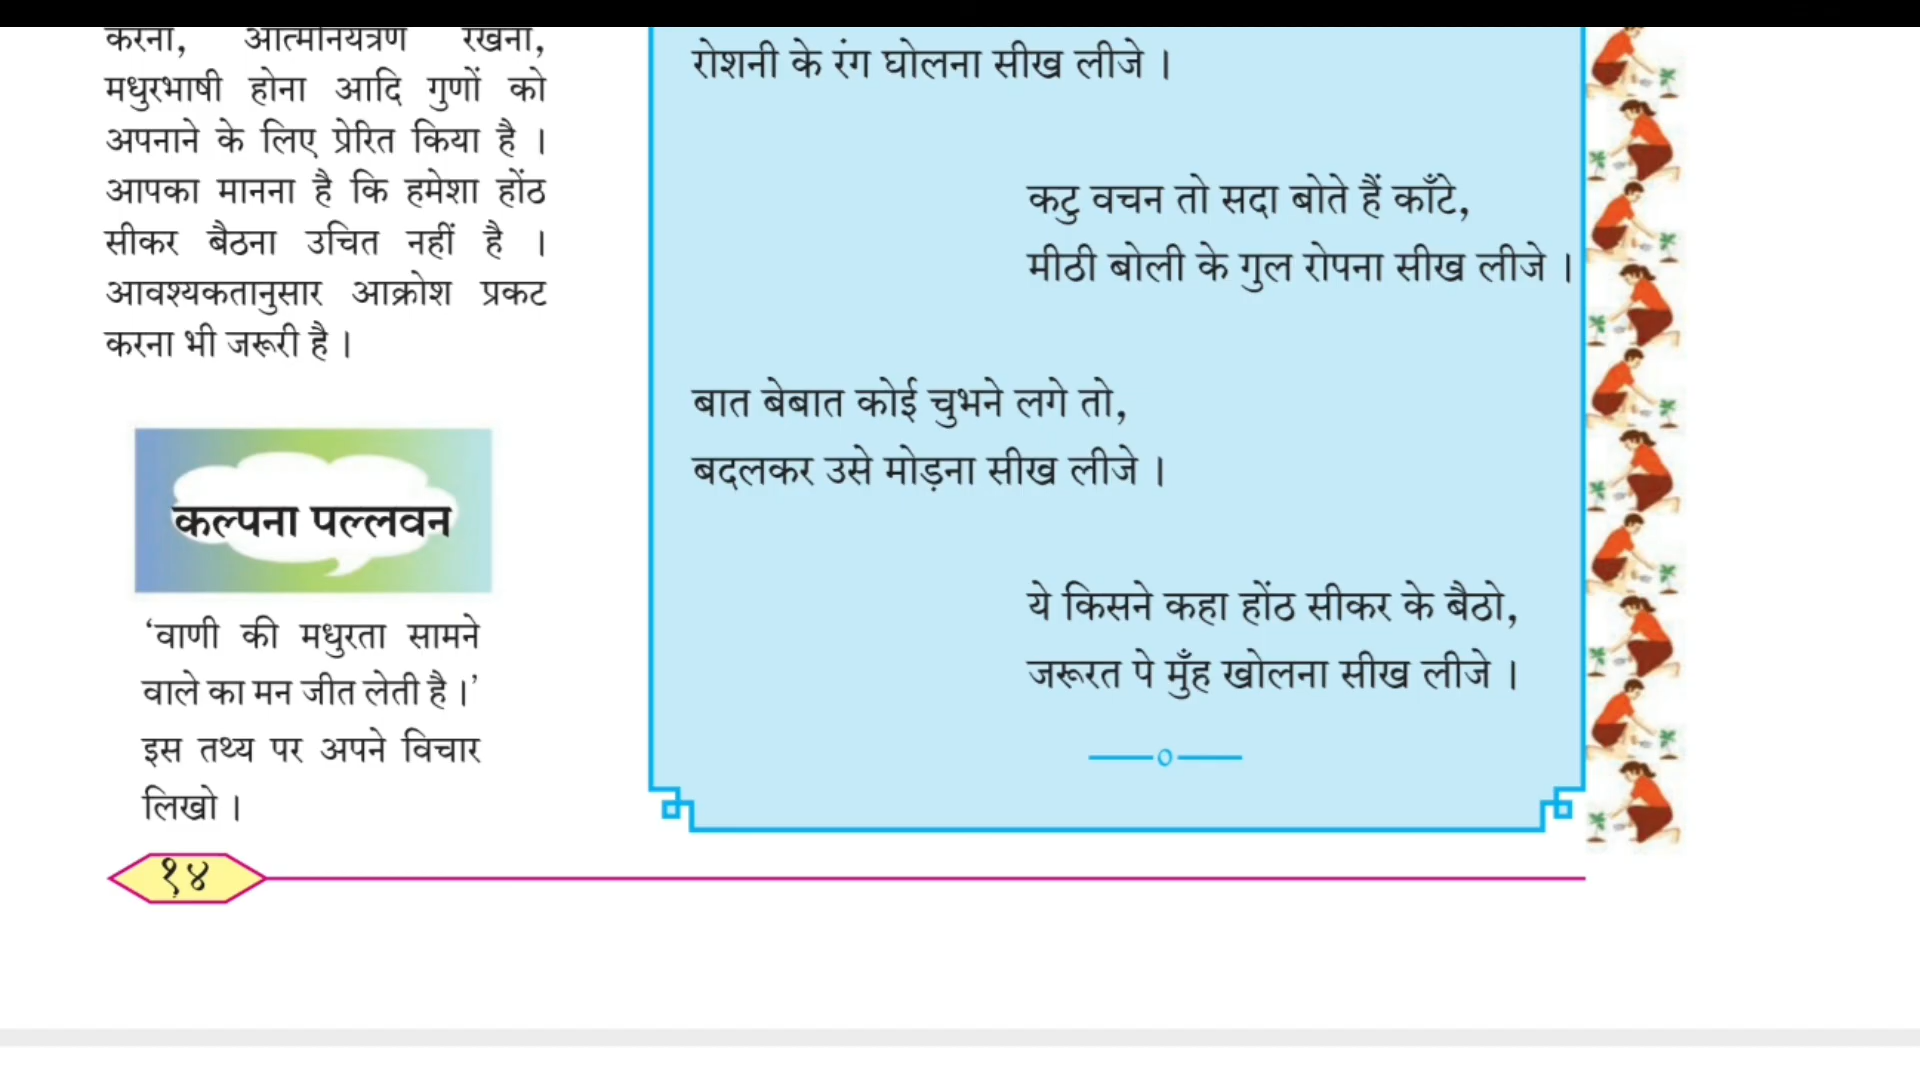 करना, आत्मनियंत्रण रखना,
मधुरभाषी होना आदि गुणों को
अपनाने के लिए प्रेरित किया है ।
आपका मानना है कि हमेशा होंठ
सीकर बैठना उचित नहीं है ।
आवश्यकतानुसार आक्रोश प्रकट
करना भी जरूरी है ।
कल्पना पल्लवन
‘वाणी की मधुरता सामने
वाले का मन जीत लेती है ।’
इस तथ्य पर अपने विचार
लिखो ।
रोशनी के रंग घोलना सीख लीजे ।
कटु वचन तो सदा बोते हैं काँटे,
मीठी बोली के गुल रोपना सीख लीजे ।
बात बेबात कोई चुभने लगे तो,
बदलकर उसे मोड़ना सीख लीजे ।
ये किसने कहा होंठ सीकर के बैठो,
जरूरत पे मुँह खोलना सीख लीजे ।
१४